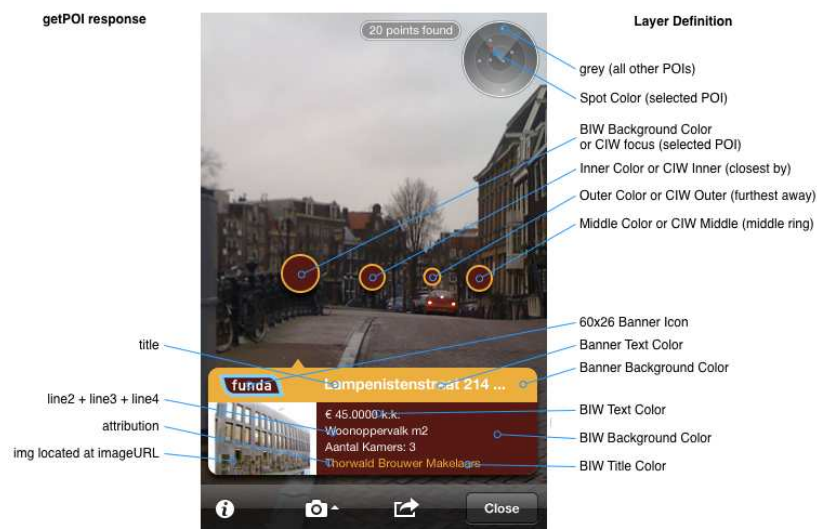 getPOI response
Layer Definition
20 points found
grey (all other POIs)
Spot Color (selected POI)
BIW Background Color
or CIW focus (selected POI)
Inner Color or CIW Inner (closest by)
Outer Color or CIW Outer (furthest away)
Middle Color or CIW Middle (middle ring)
60x26 Banner Icon
title
Banner Text Color
Banner Background Color
funda
Lampenistenstraat 214 ...
line2 + line3 + line4
€ 45.0000 k.k.
BIW Text Color
attribution
Woonoppervalk m2
BIW Background Color
Aantal Kamers: 3
img located at imageURL
Thorwald Brouwer Makelaars
BIW Title Color
Close